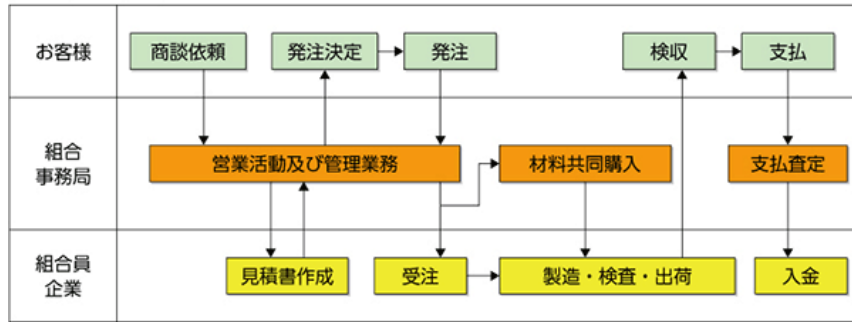 お客様
商談依頼
発注決定
発注
検収
支払
組合
事務局
営業活動及び管理業務
材料共同購入
支払査定
組合員
企業
見積書作成
受注
製造・検査・出荷
入金